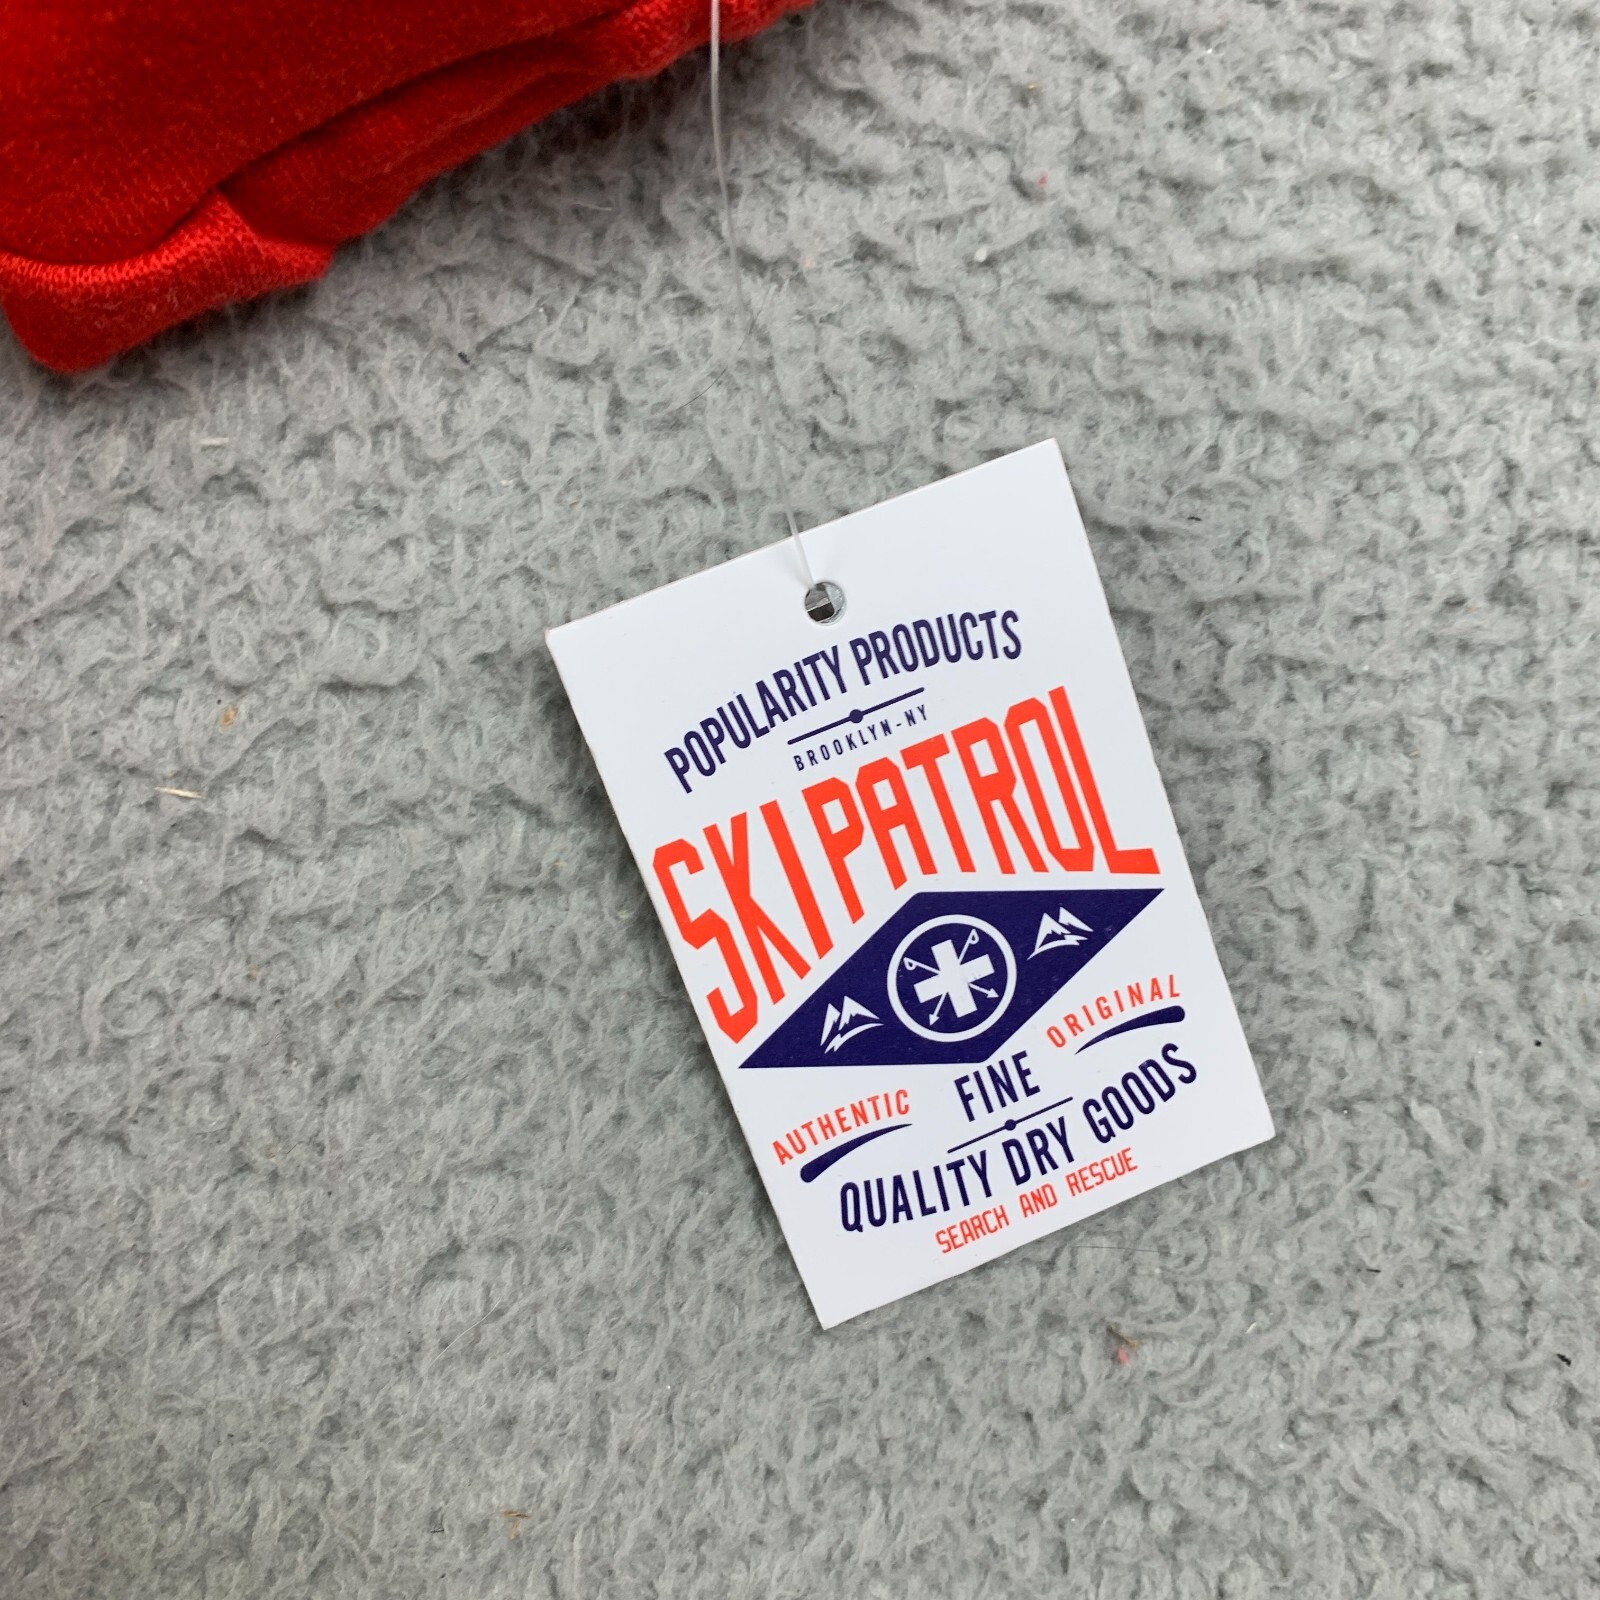 POPULARITY PRODUCTS
BROOKLYN-NY
SKI PATROL
AUTHENTIC
ORIGINAL
FINE
QUALITY DRY GOODS
SEARCH AND RESCUE